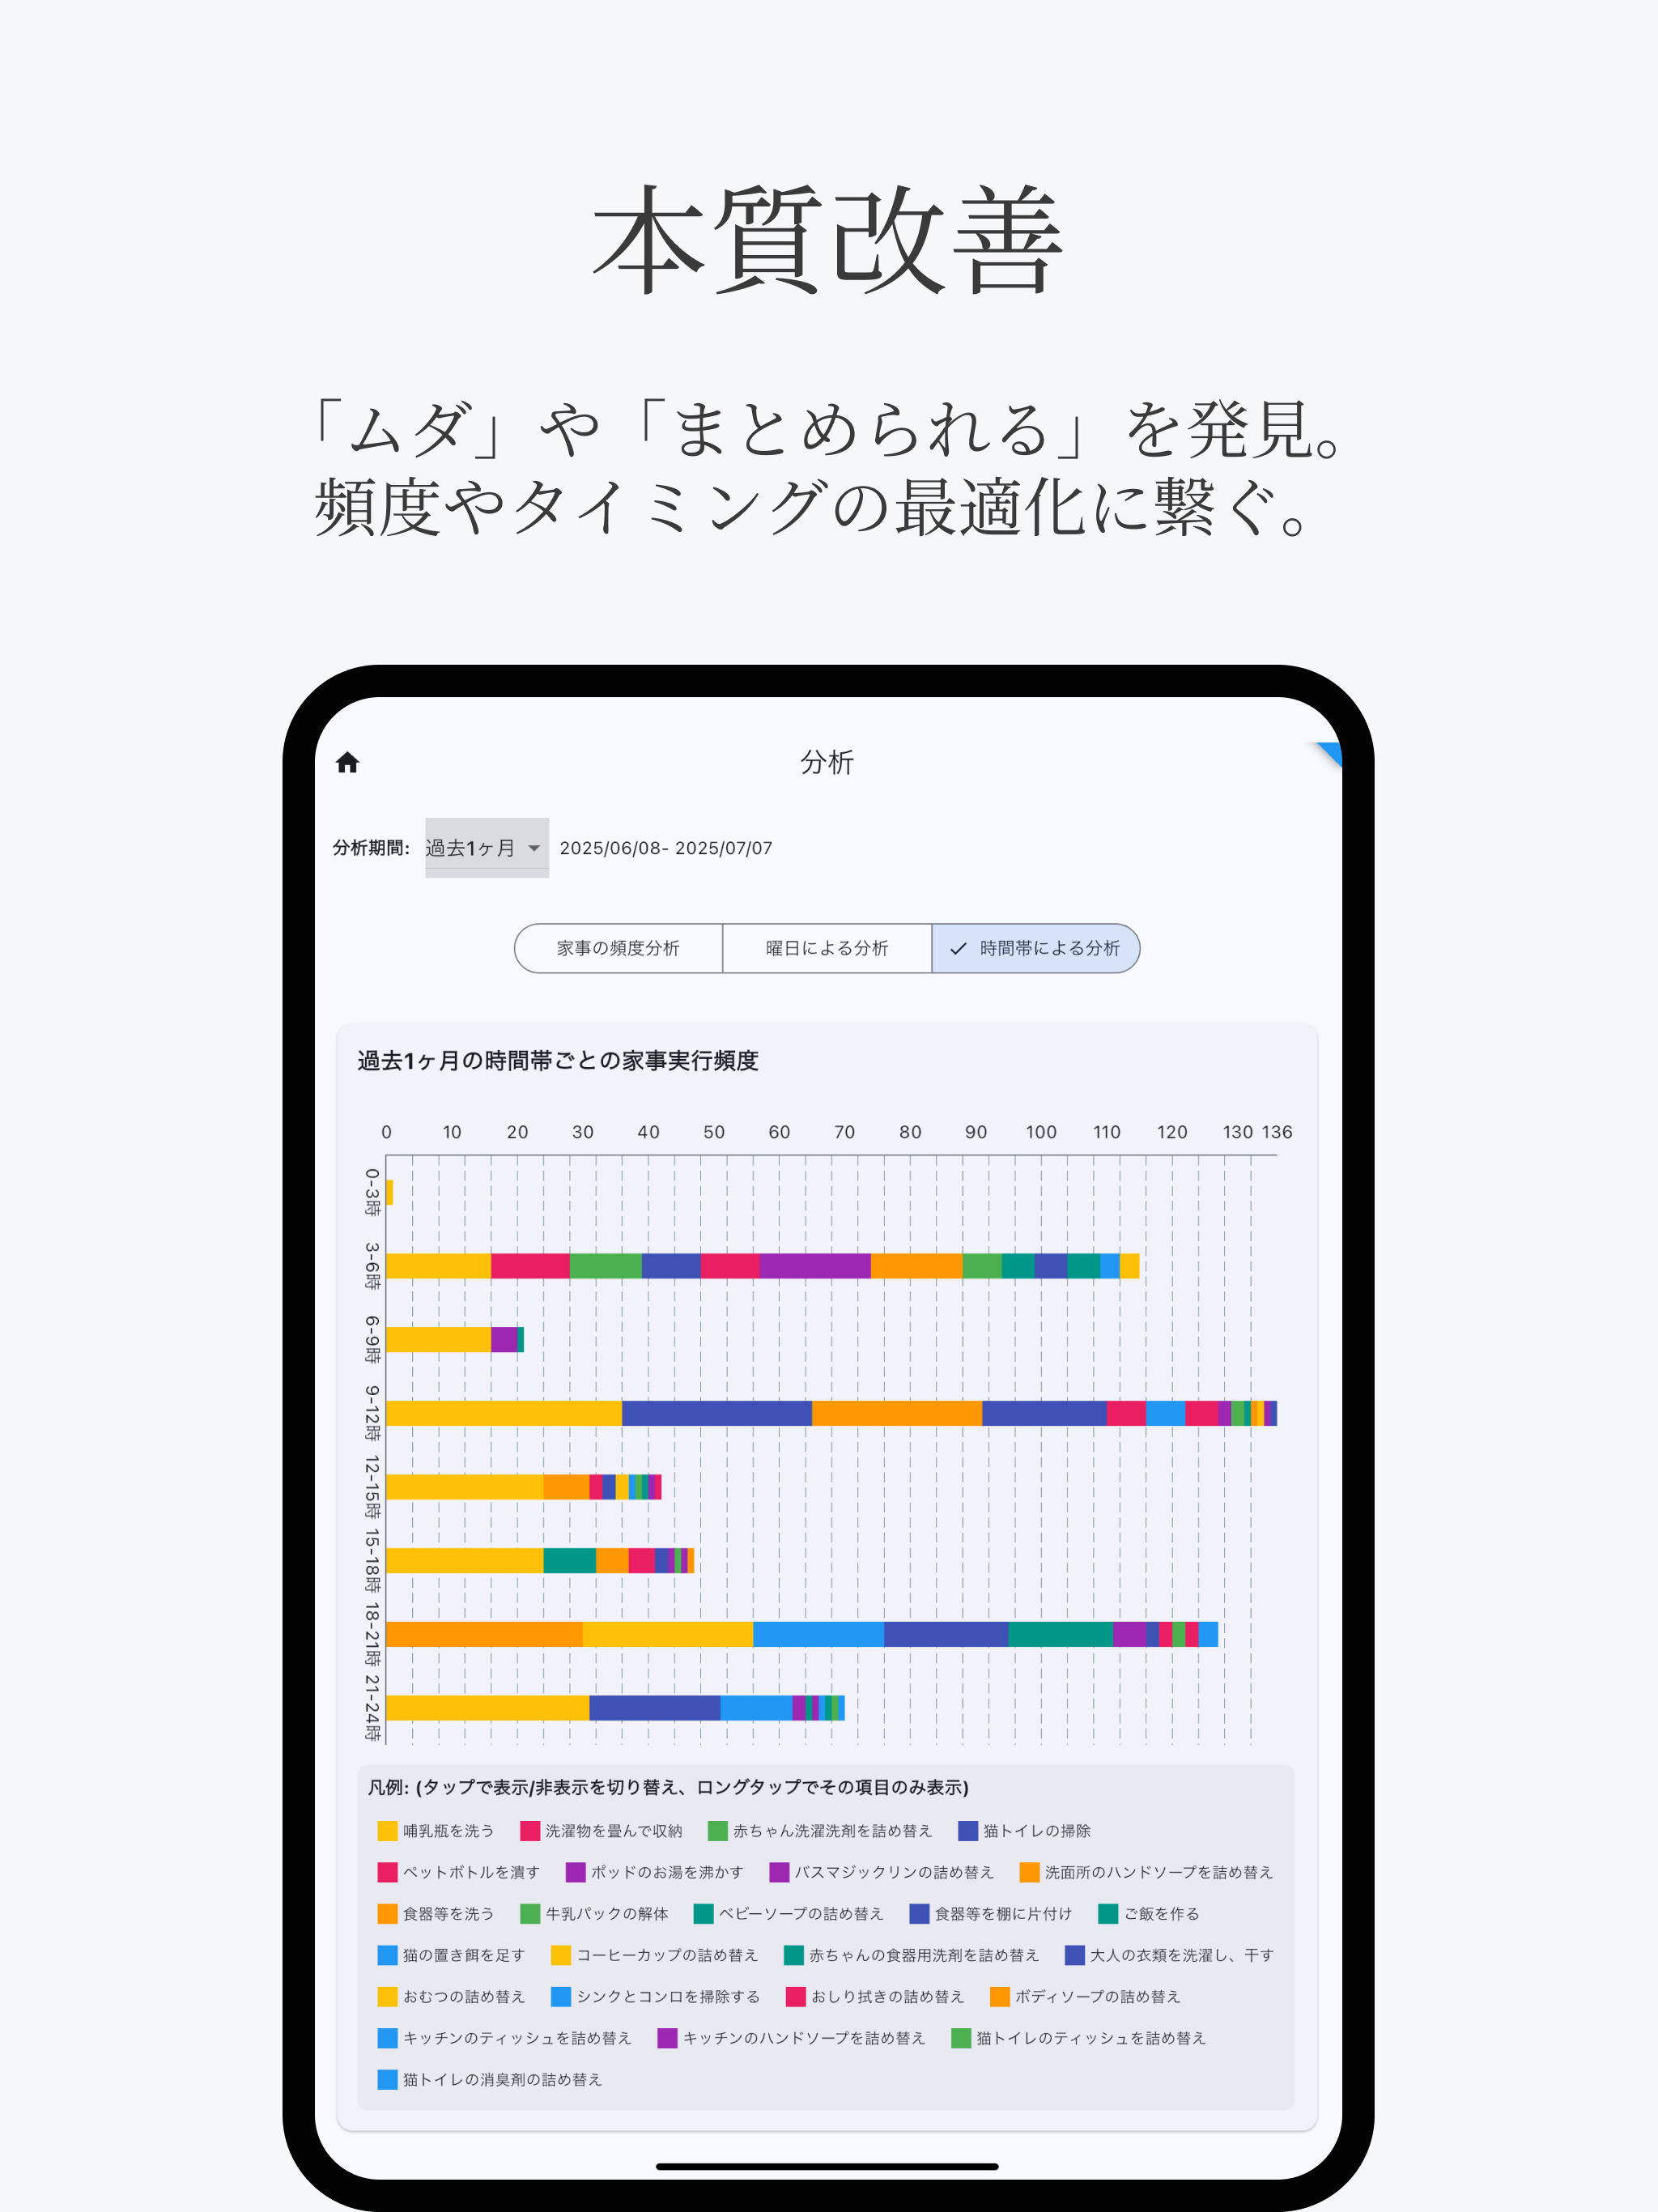 本質改善
「ムダ」や「まとめられる」を発見。
頻度やタイミングの最適化に繋ぐ。
分析
分析期間: 過去1ヶ月 2025/06/08- 2025/07/07
家事の頻度分析 曜日による分析 時間帯による分析
過去1ヶ月の時間帯ごとの家事実行頻度
0 10 20 30 40 50 60 70 80 90 100 110 120 130 136
0-3時
3-6時
6-9時
9-12時
12-15時
15-18時
18-21時
21-24時
凡例: (タップで表示/非表示を切り替え、ロングタップでその項目のみ表示)
哺乳瓶を洗う 洗濯物を畳んで収納 赤ちゃん洗濯洗剤を詰め替え 猫トイレの掃除
ペットボトルを潰す ポッドのお湯を沸かす バスマジックリンの詰め替え 洗面所のハンドソープを詰め替え
食器等を洗う 牛乳パックの解体 ベビーソープの詰め替え 食器等を棚に片付け ご飯を作る
猫の置き餌を足す コーヒーカップの詰め替え 赤ちゃんの食器用洗剤を詰め替え 大人の衣類を洗濯し、干す
おむつの詰め替え シンクとコンロを掃除する おしり拭きの詰め替え ボディソープの詰め替え
キッチンのティッシュを詰め替え キッチンのハンドソープを詰め替え 猫トイレのティッシュを詰め替え
猫トイレの消臭剤の詰め替え